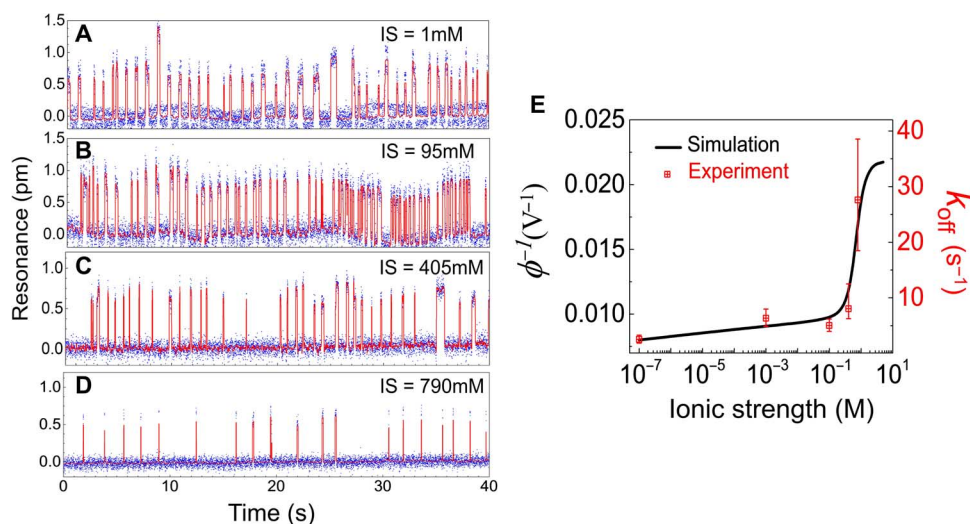 A
IS = 1mM
1.5
1.0
0.5
0.0
B
IS = 95mM
1.5
1.0
0.5
0.0
C
IS = 405mM
1.0
0.5
0.0
D
IS = 790mM
1.0
0.5
0.0
0 10 20 30 40
Time (s)
Resonance (pm)
E
0.025
0.020
0.015
0.010
ϕ⁻¹(V⁻¹)
Simulation
Experiment
40
30
20
10
k_off (s⁻¹)
10⁻⁷ 10⁻⁵ 10⁻³ 10⁻¹ 10¹
Ionic strength (M)